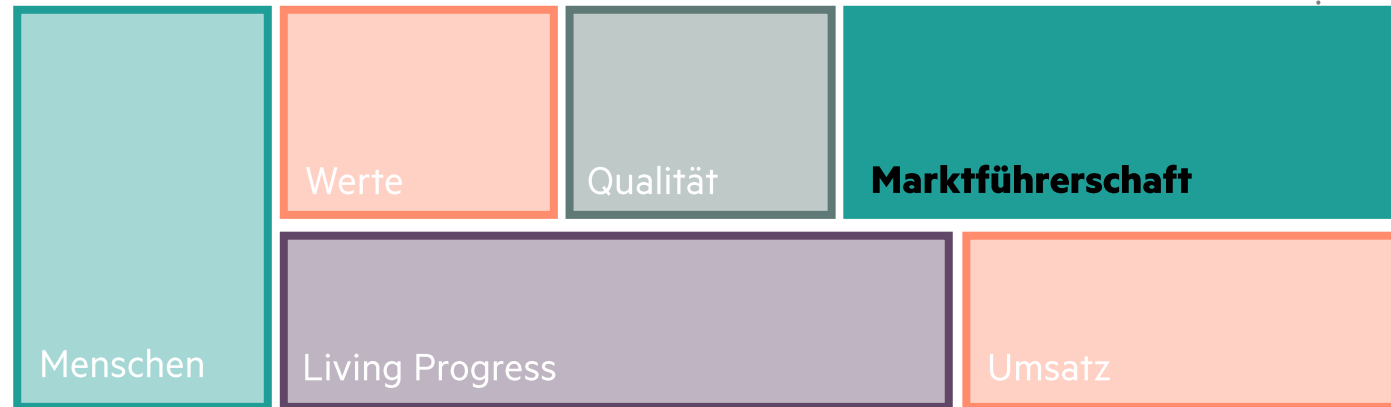 Werte
Qualität
Marktführerschaft
Menschen
Living Progress
Umsatz